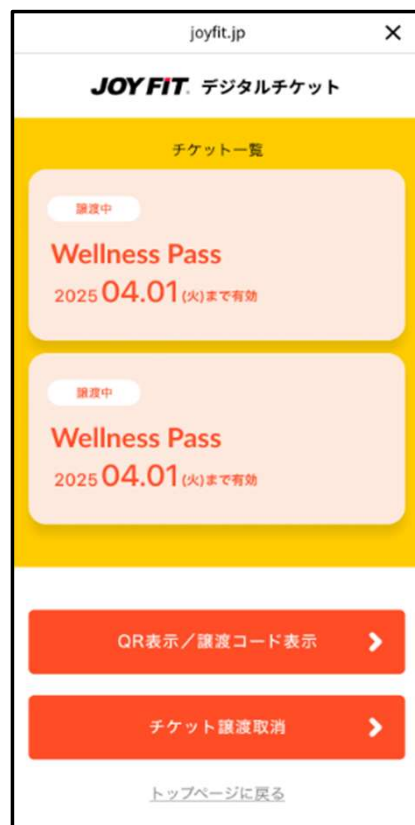 joyfit.jp
JOYFiT. デジタルチケット
チケット一覧
譲渡中
Wellness Pass
2025 04.01 (火)まで有効
譲渡中
Wellness Pass
2025 04.01 (火)まで有効
QR表示／譲渡コード表示
チケット譲渡取消
トップページに戻る